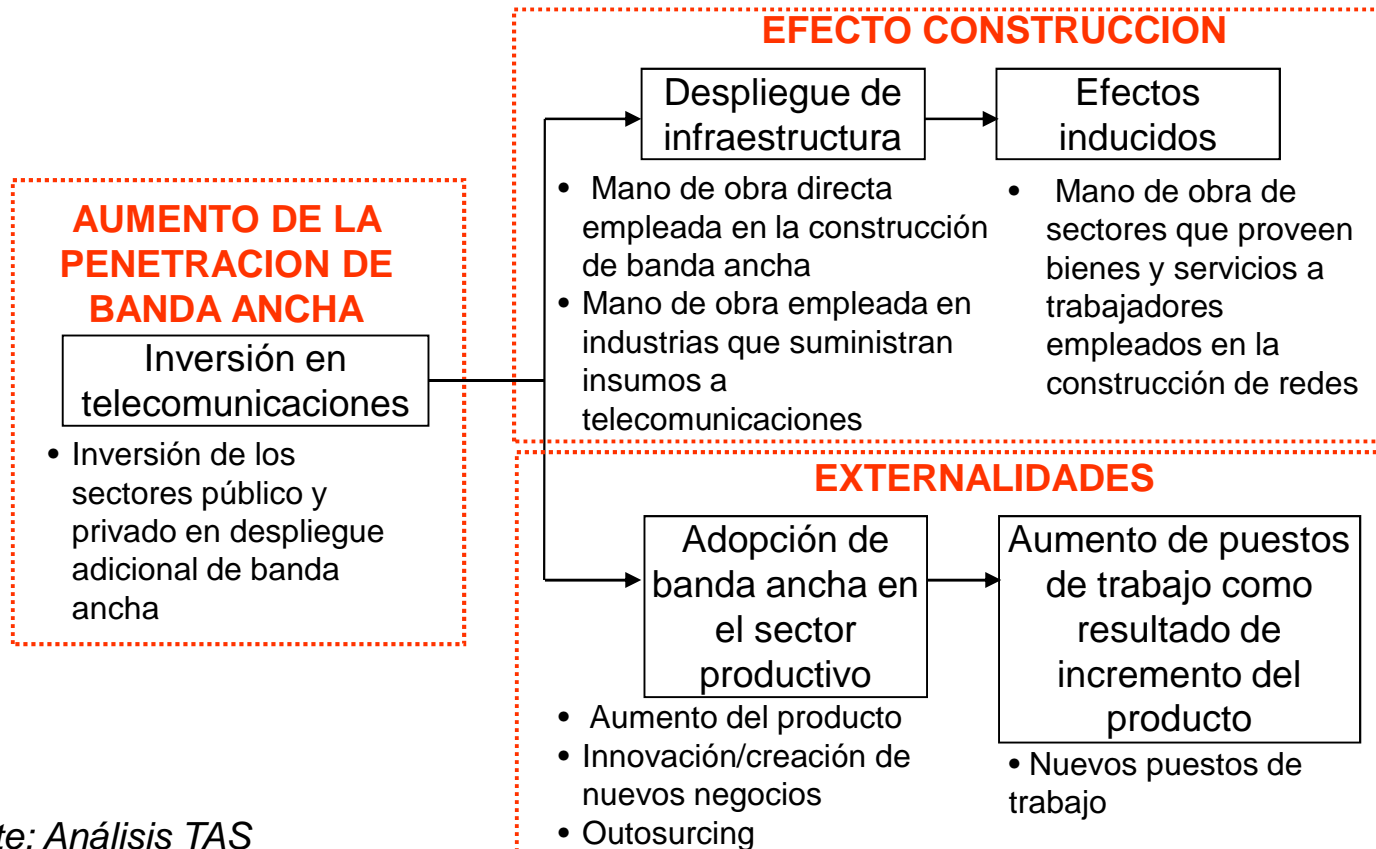 EFECTO CONSTRUCCION
Despliegue de
infraestructura
Efectos
inducidos
• Mano de obra directa
empleada en la construcción
de banda ancha
• Mano de obra empleada en
industrias que suministran
insumos a
telecomunicaciones
• Mano de obra de
sectores que proveen
bienes y servicios a
trabajadores
empleados en la
construcción de redes
AUMENTO DE LA
PENETRACION DE
BANDA ANCHA
Inversión en
telecomunicaciones
• Inversión de los
sectores público y
privado en despliegue
adicional de banda
ancha
EXTERNALIDADES
Adopción de
banda ancha en
el sector
productivo
Aumento de puestos
de trabajo como
resultado de
incremento del
producto
• Aumento del producto
• Innovación/creación de
nuevos negocios
• Outosurcing
• Nuevos puestos de
trabajo
te: Análisis TAS